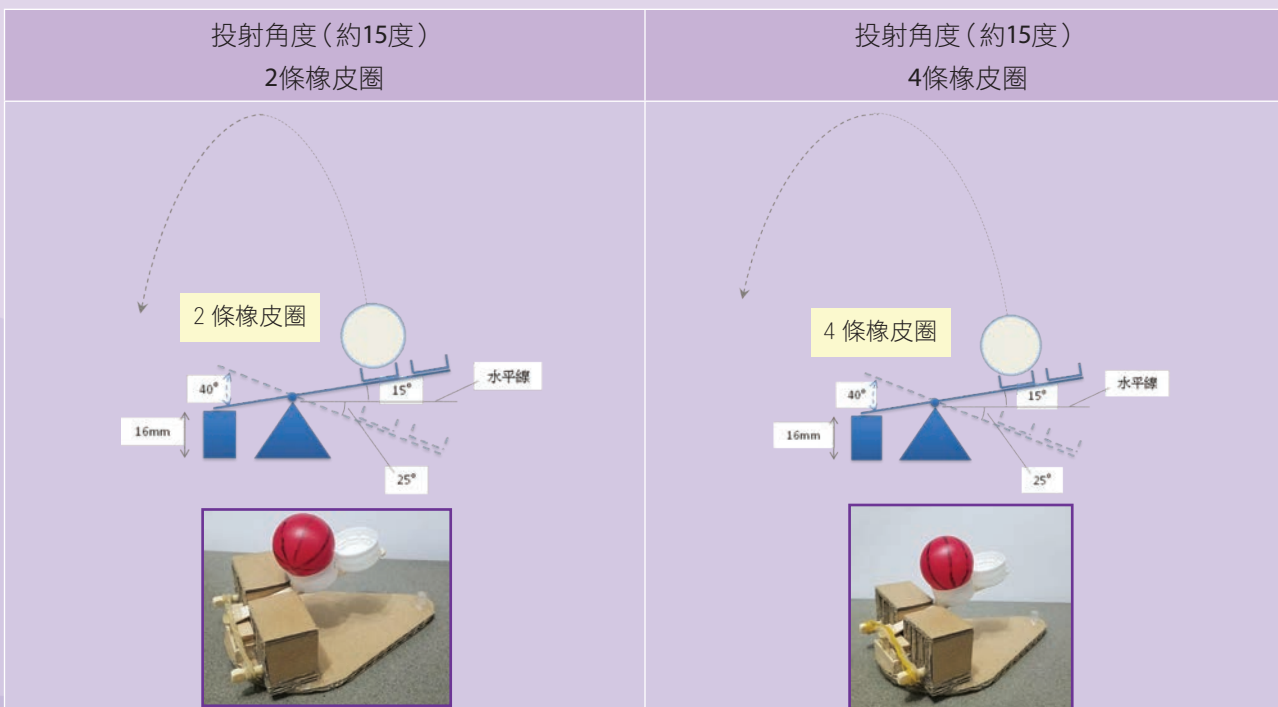 投射角度(約15度)
2條橡皮圈
投射角度(約15度)
4條橡皮圈
2 條橡皮圈
40°
15°
水平線
16mm
25°
4 條橡皮圈
40°
15°
水平線
16mm
25°